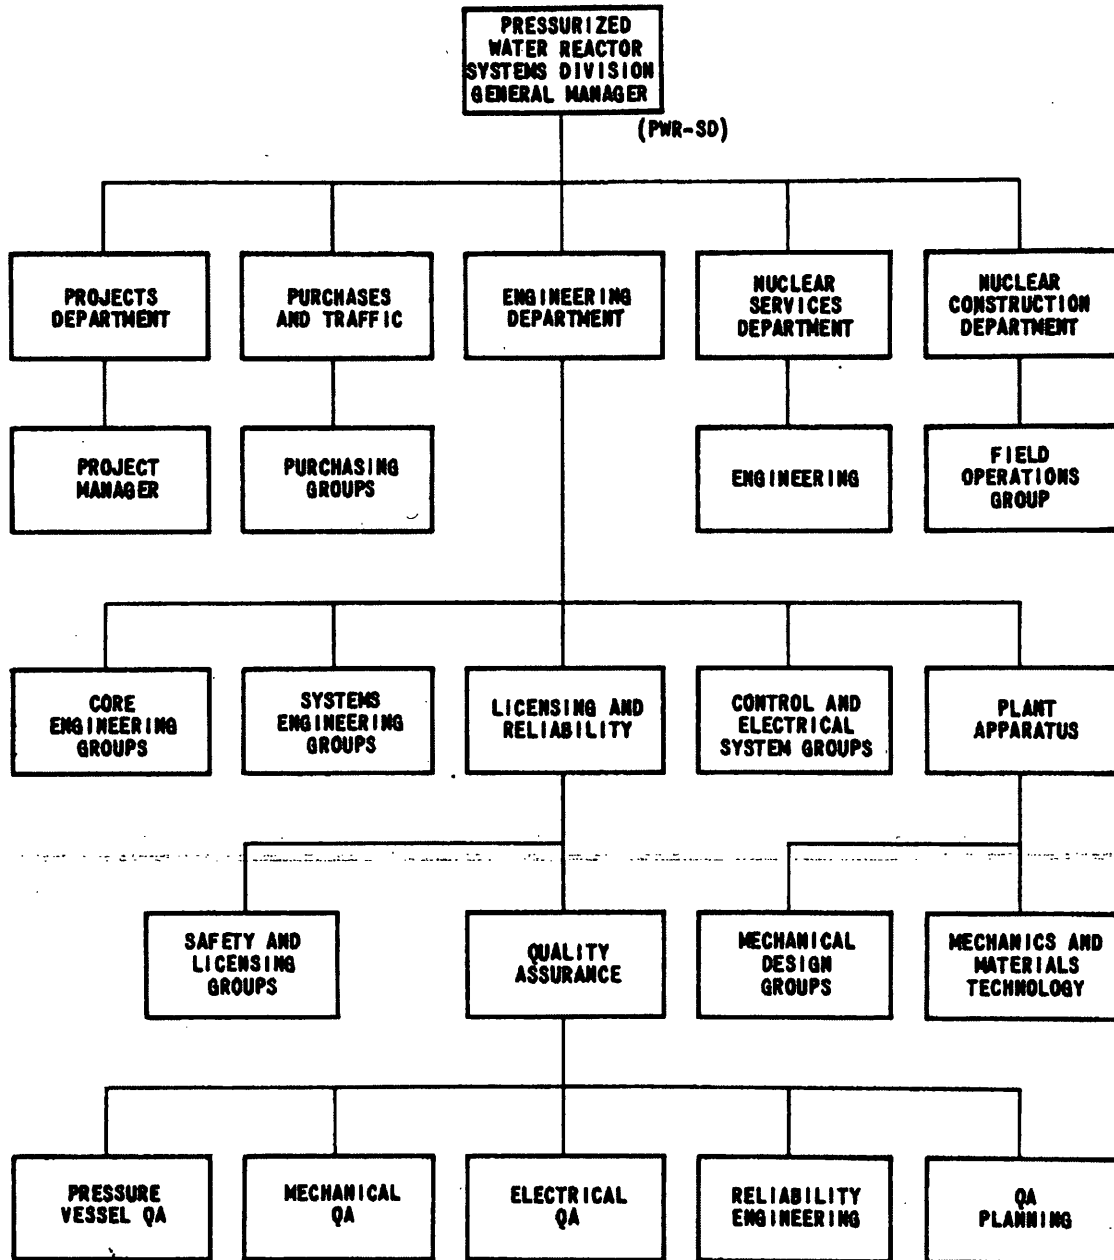 PRESSURIZED
WATER REACTOR
SYSTEMS DIVISION
GENERAL MANAGER
(PWR-SD)
PROJECTS
DEPARTMENT
PURCHASES
AND TRAFFIC
ENGINEERING
DEPARTMENT
NUCLEAR
SERVICES
DEPARTMENT
NUCLEAR
CONSTRUCTION
DEPARTMENT
PROJECT
MANAGER
PURCHASING
GROUPS
ENGINEERING
FIELD
OPERATIONS
GROUP
CORE
ENGINEERING
GROUPS
SYSTEMS
ENGINEERING
GROUPS
LICENSING AND
RELIABILITY
CONTROL AND
ELECTRICAL
SYSTEM GROUPS
PLANT
APPARATUS
SAFETY AND
LICENSING
GROUPS
QUALITY
ASSURANCE
MECHANICAL
DESIGN
GROUPS
MECHANICS AND
MATERIALS
TECHNOLOGY
PRESSURE
VESSEL QA
MECHANICAL
QA
ELECTRICAL
QA
RELIABILITY
ENGINEERING
QA
PLANNING